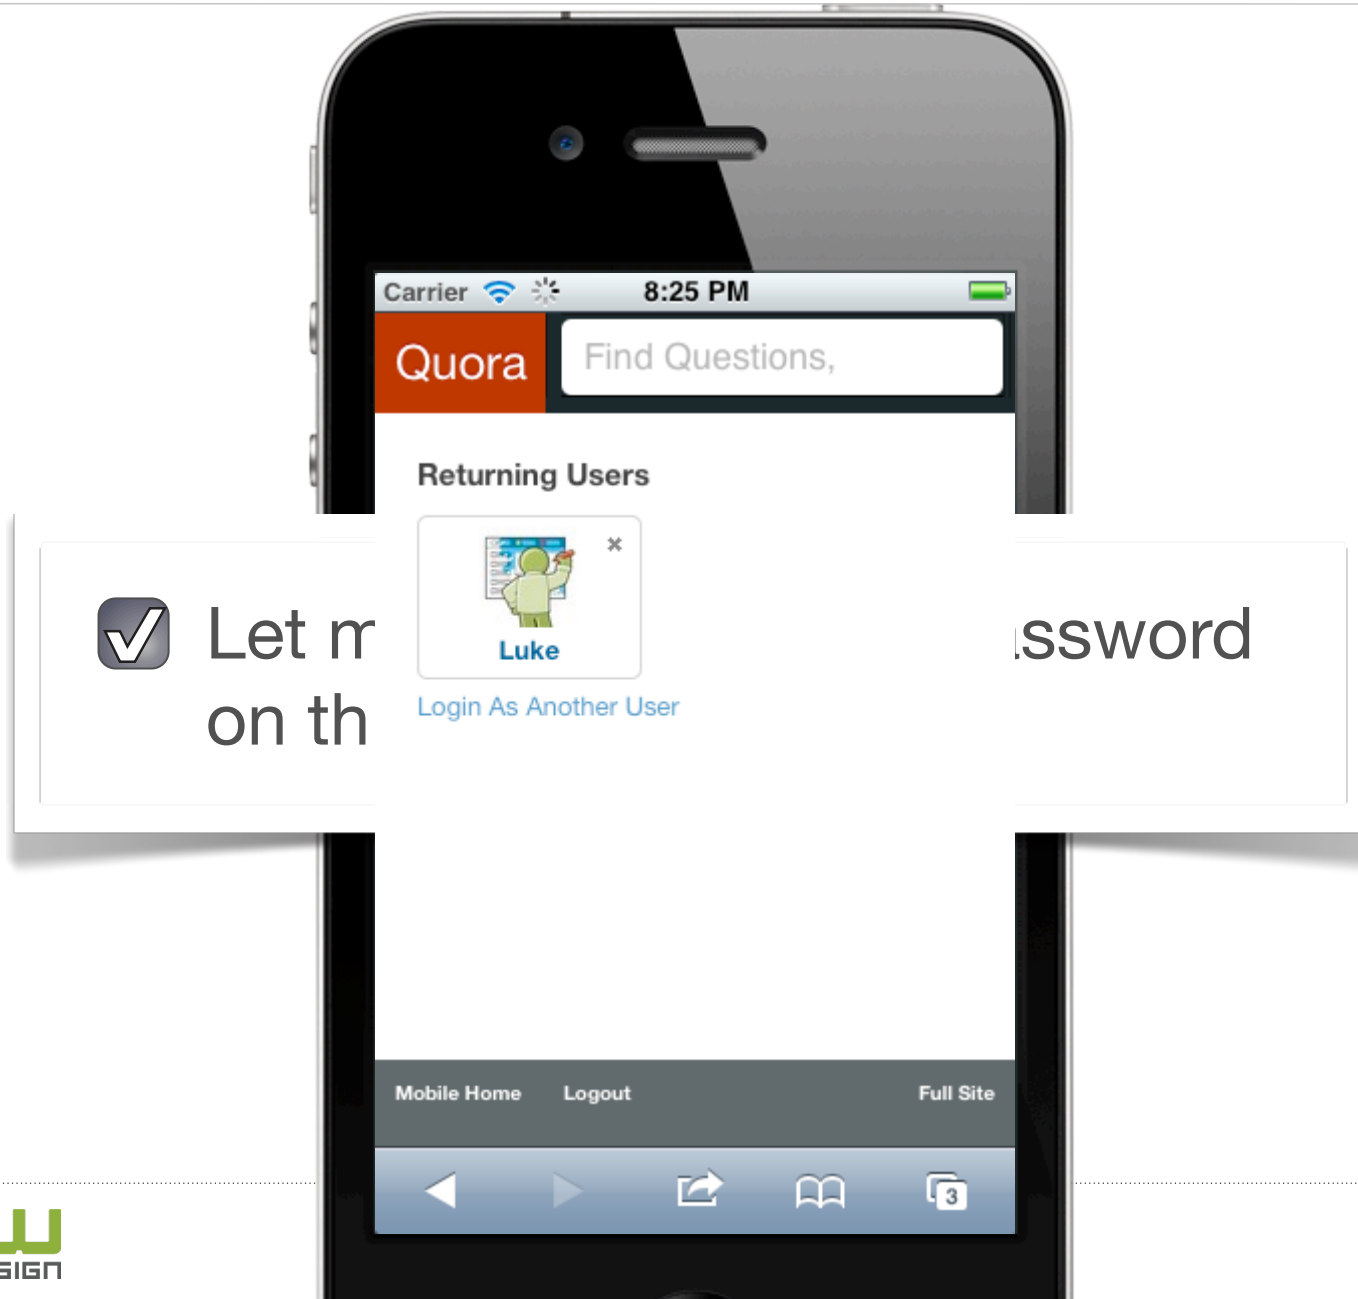 Carrier 8:25 PM
Quora Find Questions,
Returning Users
Luke
Let m ssword
on th
Login As Another User
Mobile Home Logout Full Site
3
SIGN